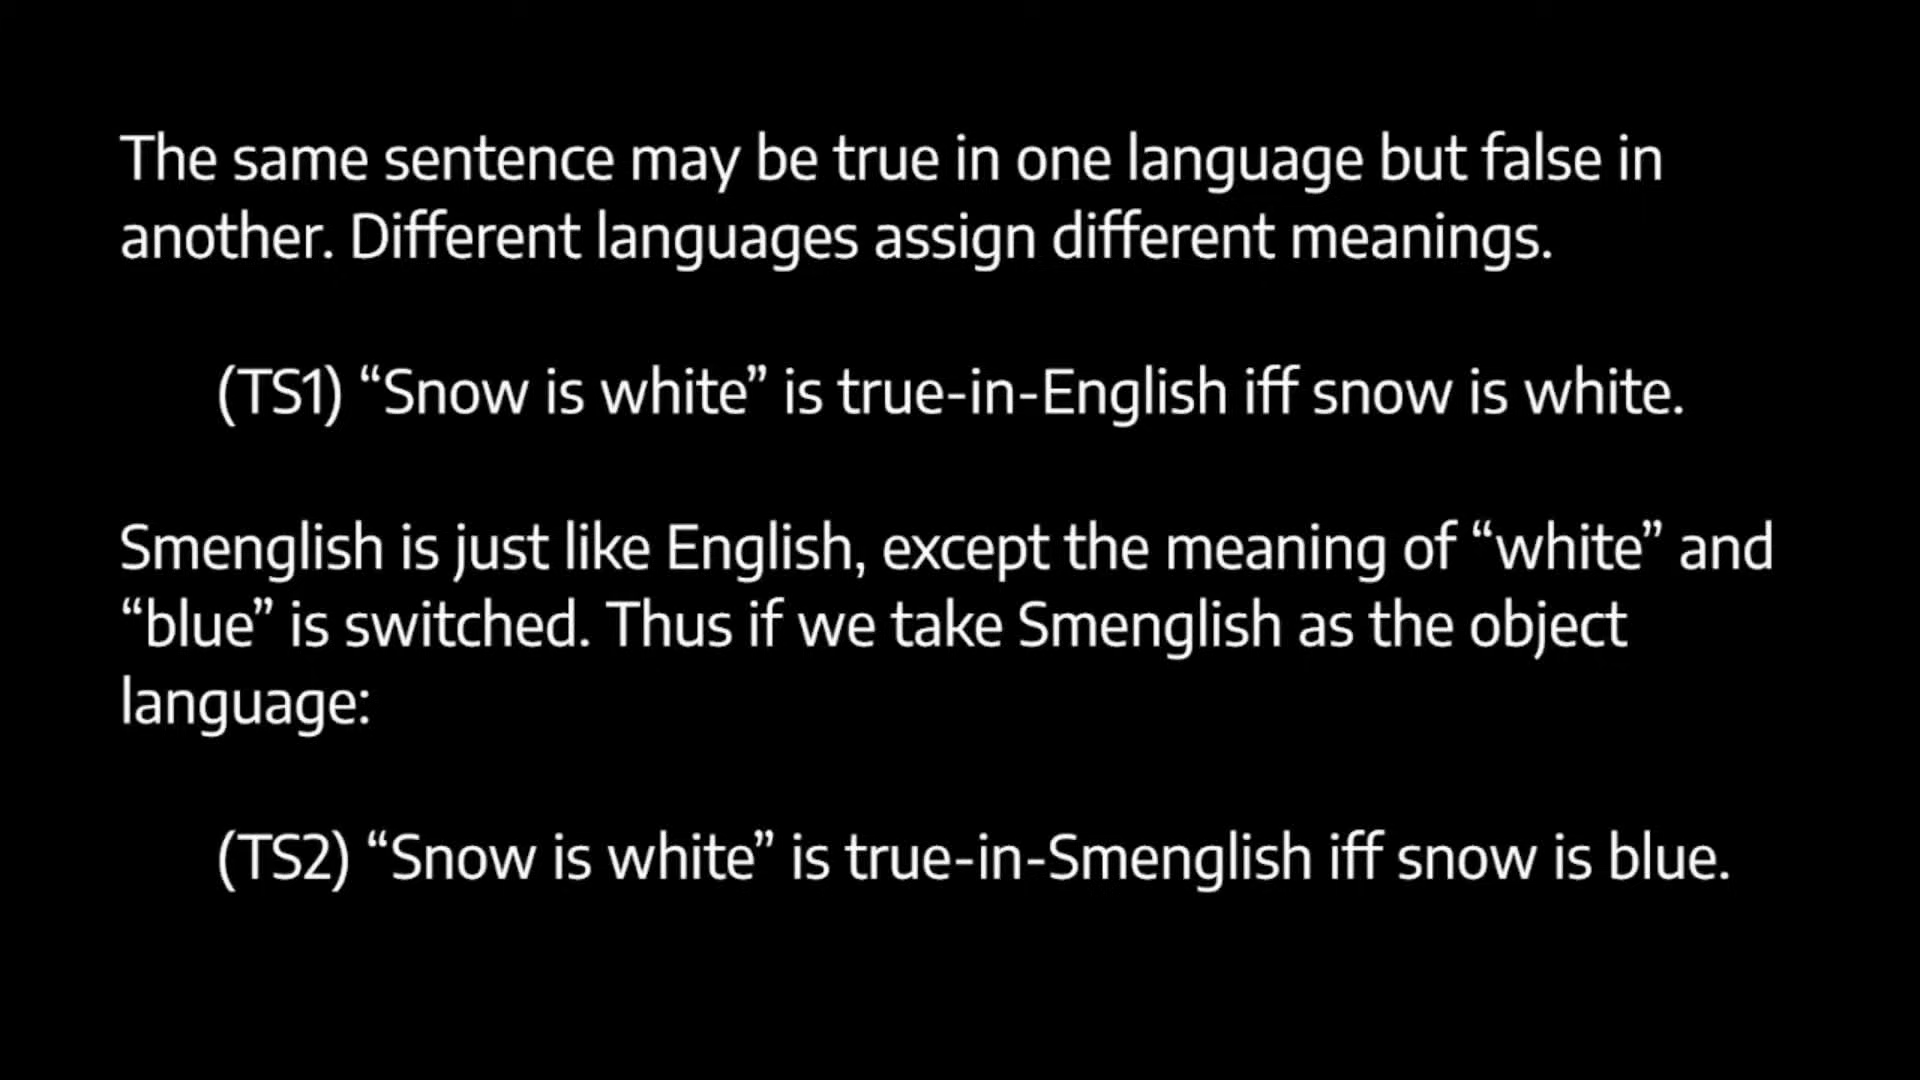 The same sentence may be true in one language but false in
another. Different languages assign different meanings.
(TS1) “Snow is white” is true-in-English iff snow is white.
Smenglish is just like English, except the meaning of “white” and
“blue” is switched. Thus if we take Smenglish as the object
language:
(TS2) “Snow is white” is true-in-Smenglish iff snow is blue.